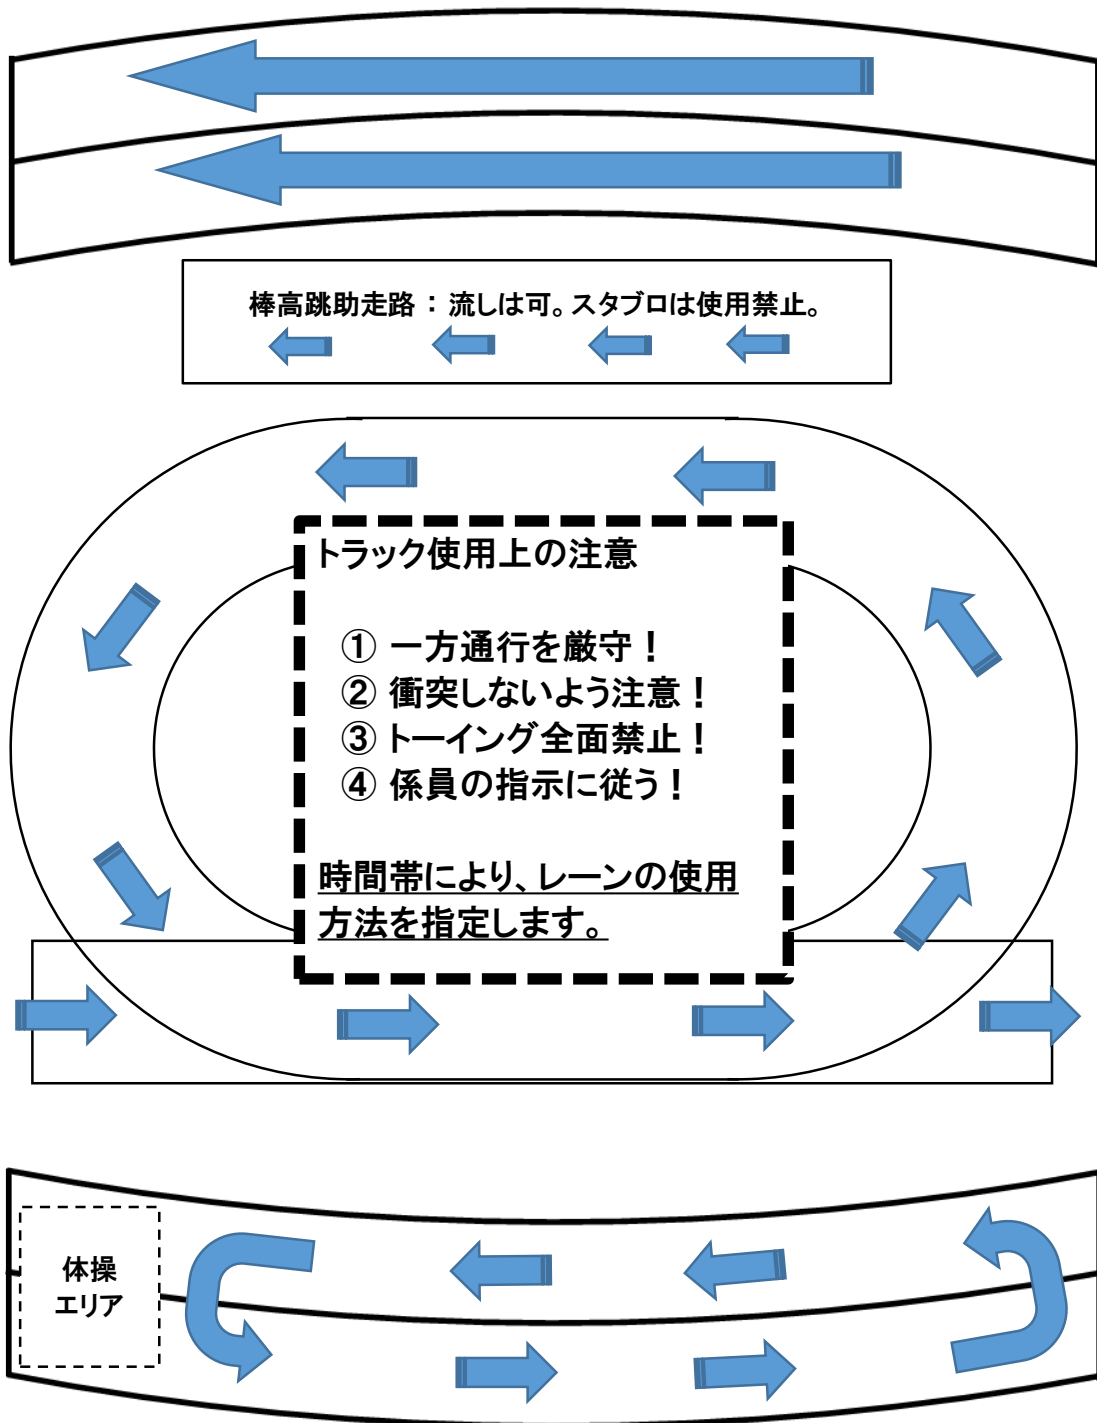 棒高跳助走路：流しは可。スタブロは使用禁止。
トラック使用上の注意
① 一方通行を厳守！
② 衝突しないよう注意！
③ トーイング全面禁止！
④ 係員の指示に従う！
時間帯により、レーンの使用
方法を指定します。
体操
エリア